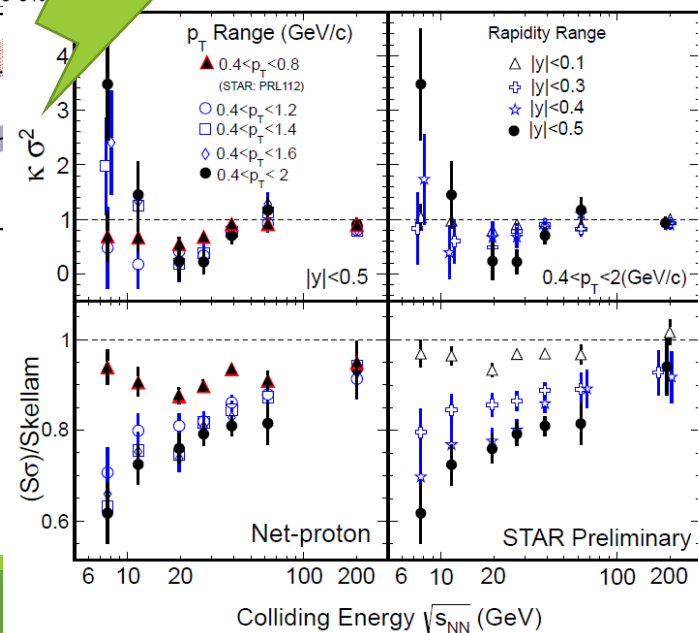 p_T Range (GeV/c)
0.4<p_T<0.8
(STAR: PRL112)
0.4<p_T<1.2
0.4<p_T<1.4
0.4<p_T<1.6
0.4<p_T< 2
κ σ²
4
3
2
1
0
|y|<0.5
Rapidity Range
|y|<0.1
|y|<0.3
|y|<0.4
|y|<0.5
0.4<p_T<2(GeV/c)
(Sσ)/Skellam
1
0.8
0.6
Net-proton
STAR Preliminary
6 10 20 100 200
6 10 20 100 200
Colliding Energy √s_NN (GeV)